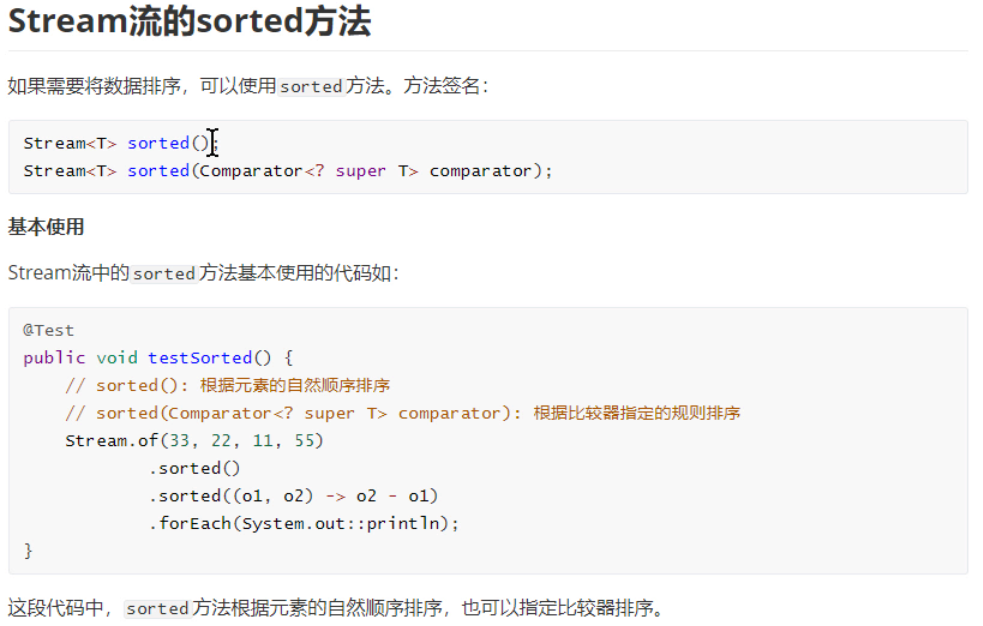 Stream流的sorted方法
如果需要将数据排序，可以使用sorted方法。方法签名：
Stream<T> sorted();
Stream<T> sorted(Comparator<? super T> comparator);
基本使用
Stream流中的sorted方法基本使用的代码如：
@Test
public void testSorted() {
    // sorted(): 根据元素的自然顺序排序
    // sorted(Comparator<? super T> comparator): 根据比较器指定的规则排序
    Stream.of(33, 22, 11, 55)
            .sorted()
            .sorted((o1, o2) -> o2 - o1)
            .forEach(System.out::println);
}
这段代码中，sorted方法根据元素的自然顺序排序，也可以指定比较器排序。